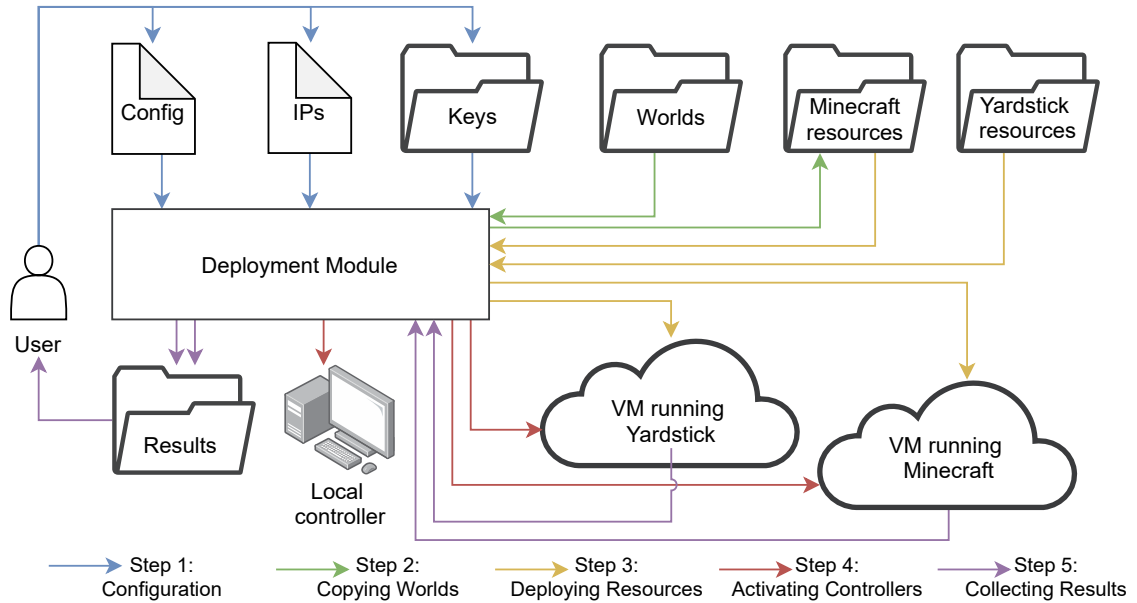 Config
IPs
Keys
Worlds
Minecraft
resources
Yardstick
resources
Deployment Module
User
Results
Local
controller
VM running
Yardstick
VM running
Minecraft
Step 1:
Configuration
Step 2:
Copying Worlds
Step 3:
Deploying Resources
Step 4:
Activating Controllers
Step 5:
Collecting Results